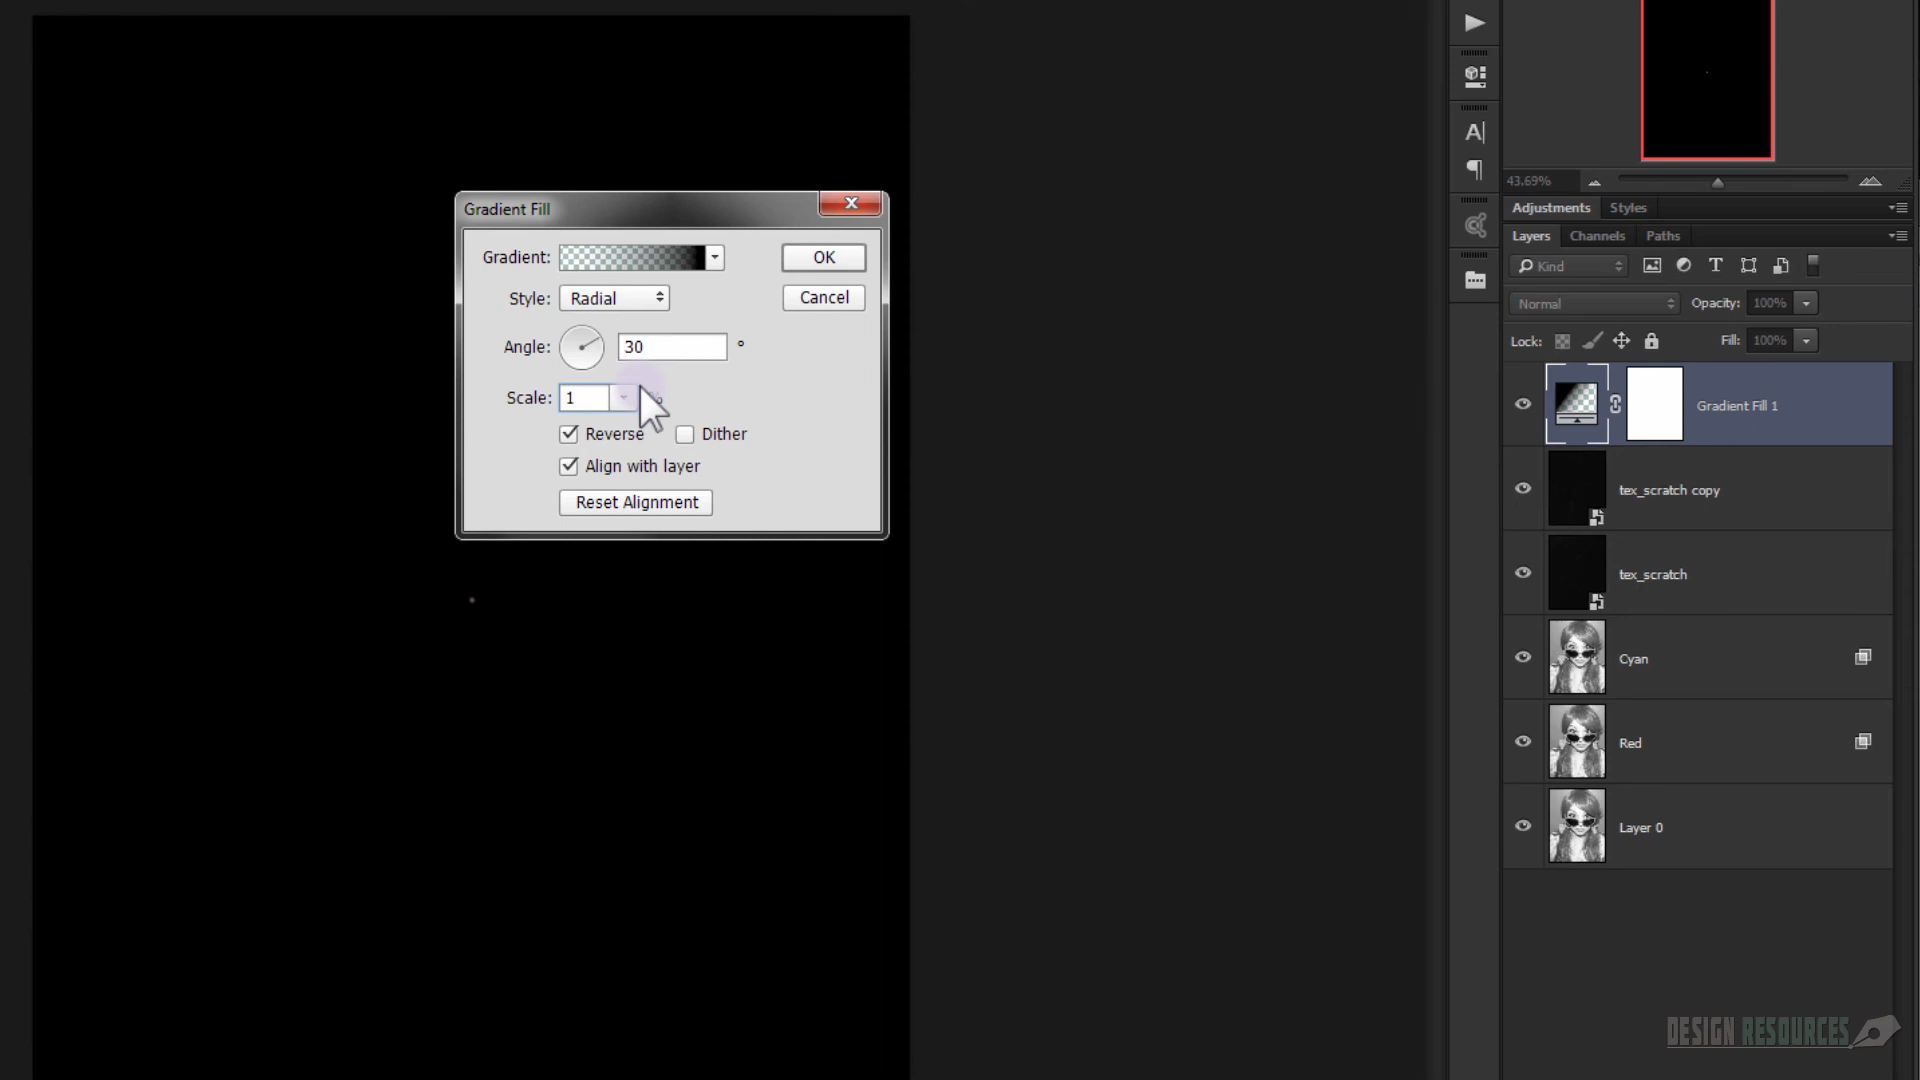 43.69%
Adjustments Styles
Layers Channels Paths
Kind T
Normal Opacity: 100%
Lock: Fill: 100%
Gradient Fill
Gradient: OK
Style: Radial Cancel
Angle: 30 °
Scale: 1 %
Reverse Dither
Align with layer
Reset Alignment
Gradient Fill 1
tex_scratch copy
tex_scratch
Cyan
Red
Layer 0
DESIGN RESOURCES